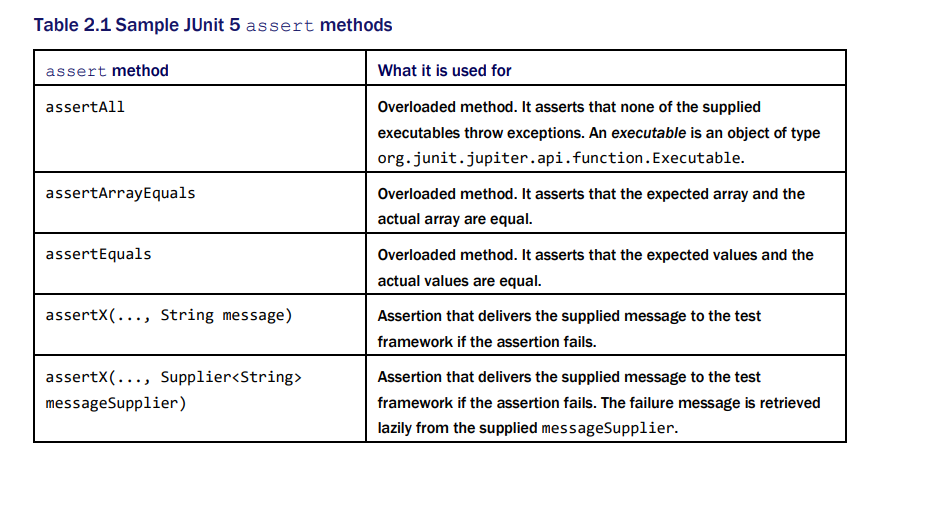 Table 2.1 Sample JUnit 5 assert methods
assert method
What it is used for
assertAll
Overloaded method. It asserts that none of the supplied
executables throw exceptions. An executable is an object of type
org.junit.jupiter.api.function.Executable.
assertArrayEquals
Overloaded method. It asserts that the expected array and the
actual array are equal.
assertEquals
Overloaded method. It asserts that the expected values and the
actual values are equal.
assertX(..., String message)
Assertion that delivers the supplied message to the test
framework if the assertion fails.
assertX(..., Supplier<String>
messageSupplier)
Assertion that delivers the supplied message to the test
framework if the assertion fails. The failure message is retrieved
lazily from the supplied messageSupplier.